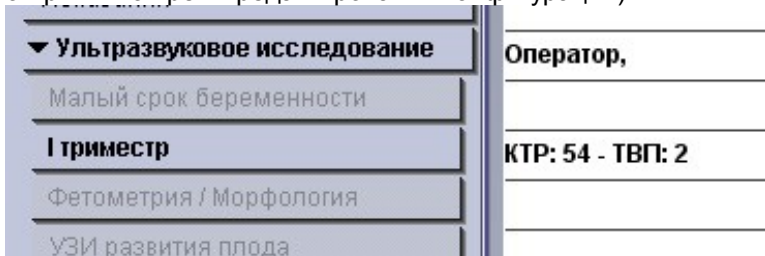 ▼ Ультразвуковое исследование
Оператор,
Малый срок беременности
I триместр
КТР: 54 - ТВП: 2
Фетометрия / Морфология
УЗИ развития плода